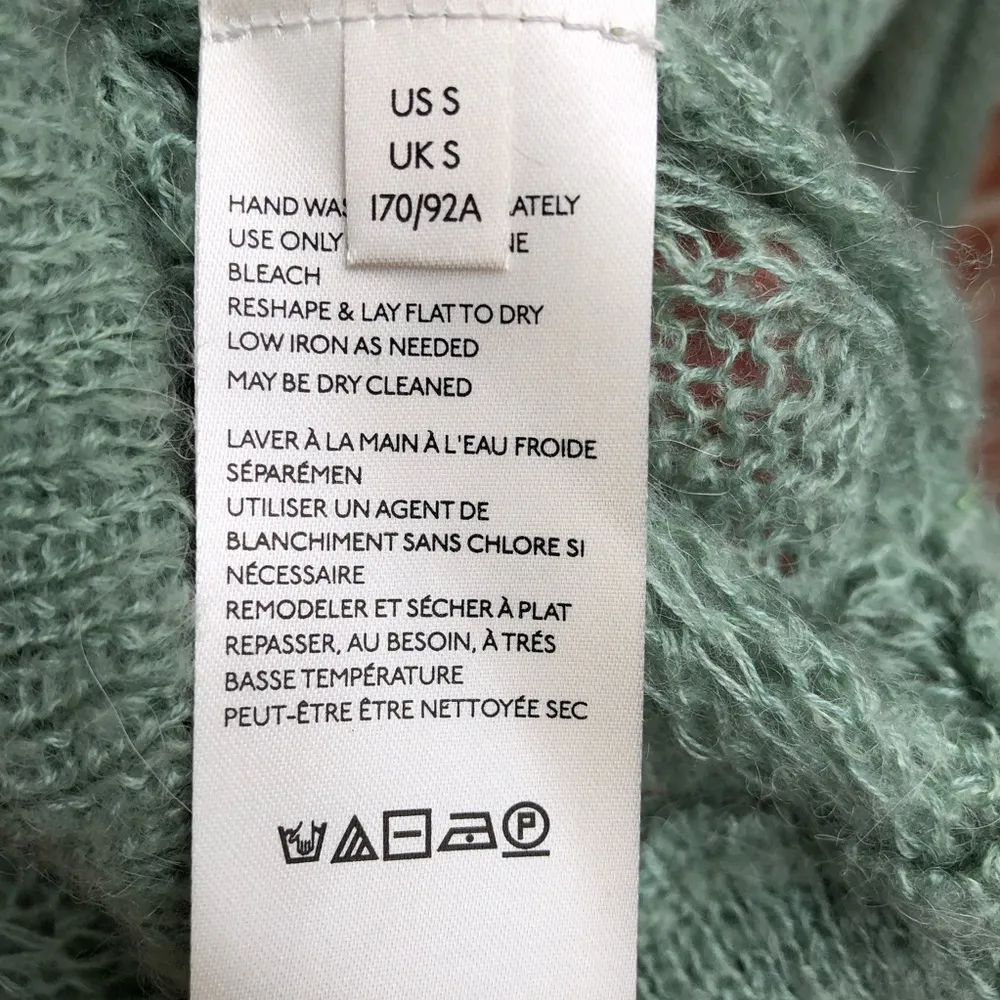 US S
UK S
170/92A
HAND WAS ATELY
USE ONLY NE
BLEACH
RESHAPE & LAY FLAT TO DRY
LOW IRON AS NEEDED
MAY BE DRY CLEANED
LAVER À LA MAIN À L'EAU FROIDE
SÉPARÉMEN
UTILISER UN AGENT DE
BLANCHIMENT SANS CHLORE SI
NÉCESSAIRE
REMODELER ET SÉCHER À PLAT
REPASSER, AU BESOIN, À TRÉS
BASSE TEMPÉRATURE
PEUT-ÊTRE ÊTRE NETTOYÉE SEC
P